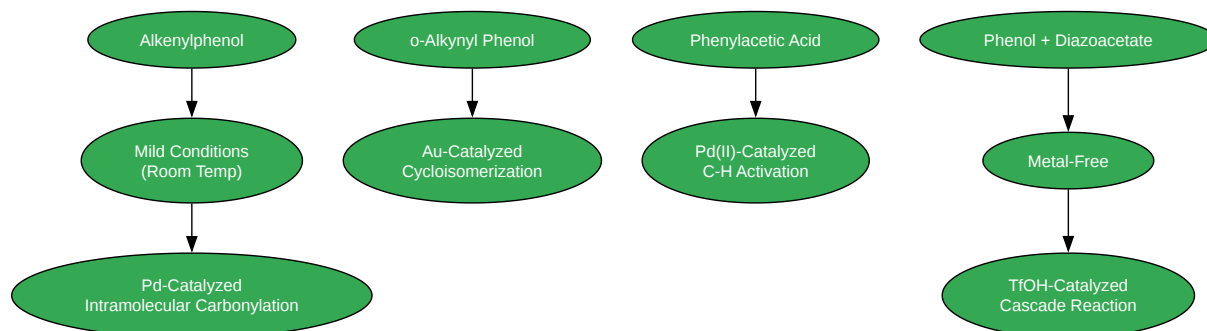 Alkenylphenol
o-Alkynyl Phenol
Phenylacetic Acid
Phenol + Diazoacetate
Mild Conditions
(Room Temp)
Au-Catalyzed
Cycloisomerization
Pd(II)-Catalyzed
C-H Activation
Metal-Free
Pd-Catalyzed
Intramolecular Carbonylation
TfOH-Catalyzed
Cascade Reaction